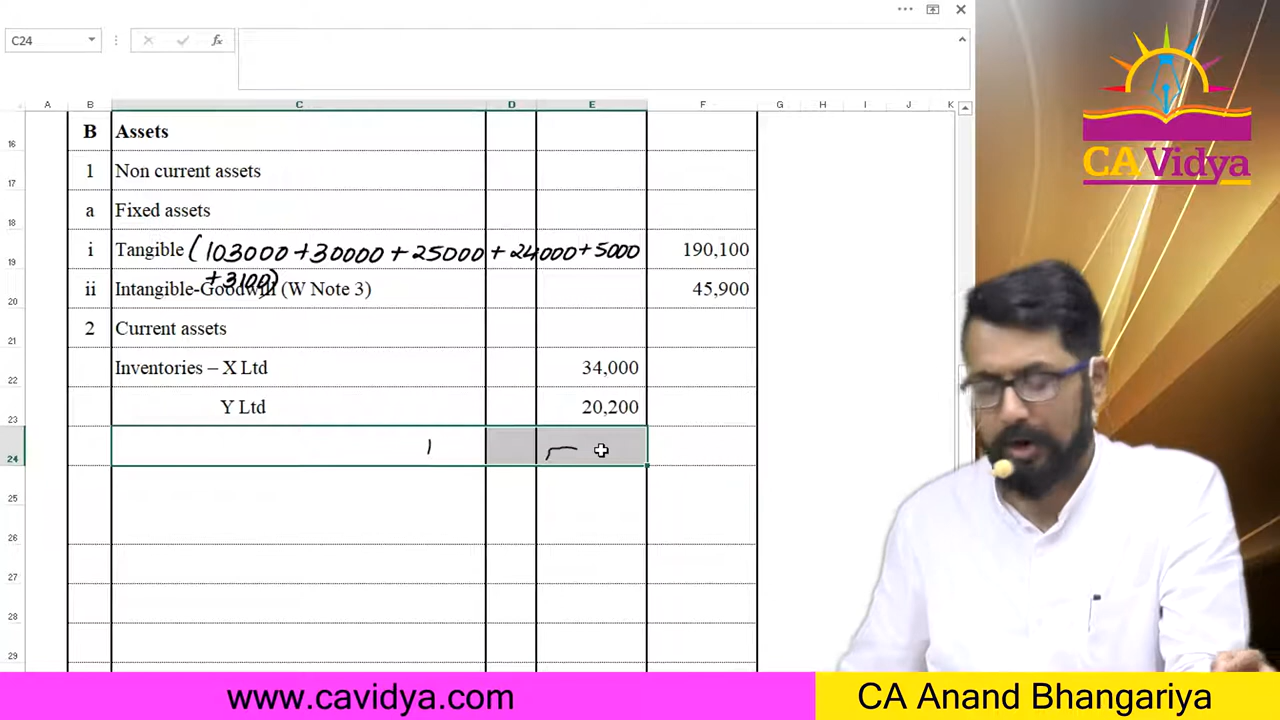 C24
fx
A B C D E F G H I J K
16 B Assets
17 1 Non current assets
18 a Fixed assets
19 i Tangible (103000+30000+25000+24000+5000 190,100
+3100)
20 ii Intangible-Goodwill (W Note 3) 45,900
21 2 Current assets
22 Inventories – X Ltd 34,000
23 Y Ltd 20,200
24
25
26
27
28
29
CA Vidya
www.cavidya.com
CA Anand Bhangariya